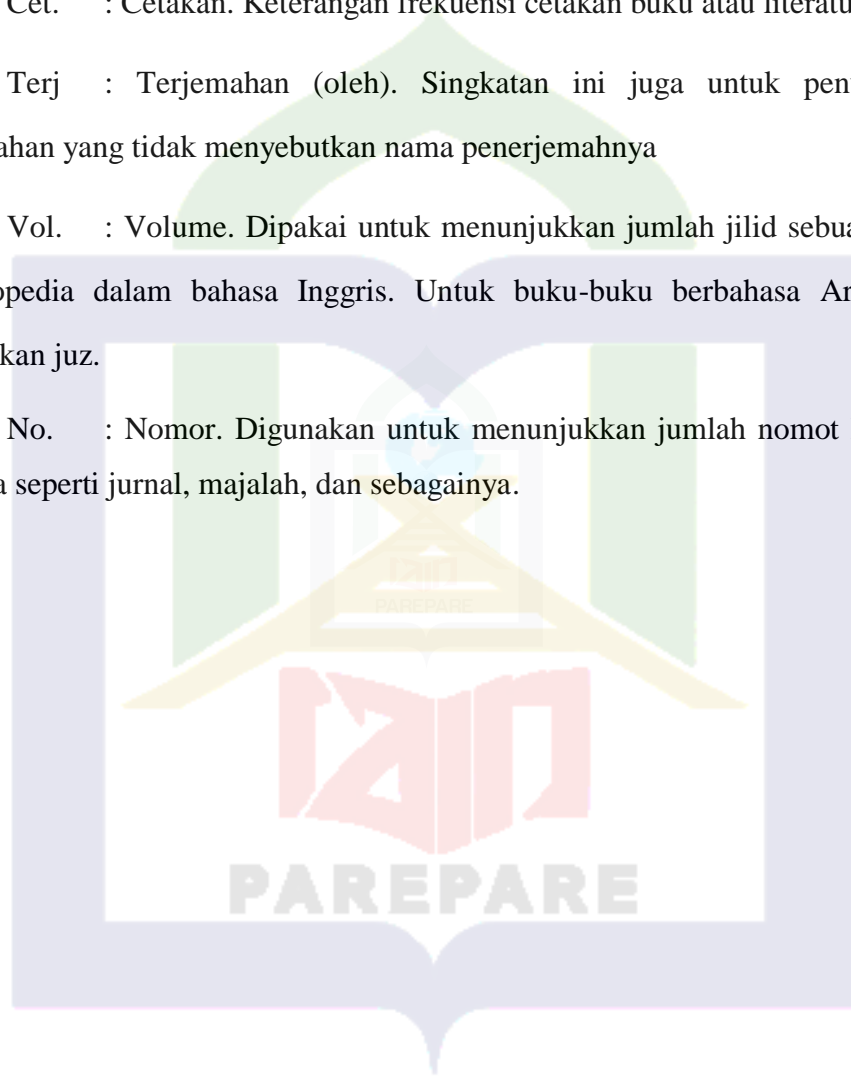 Cet. : Cetakan. Keterangan frekuensi cetakan buku atau literatu
Terj : Terjemahan (oleh). Singkatan ini juga untuk pen
ahan yang tidak menyebutkan nama penerjemahnya
Vol. : Volume. Dipakai untuk menunjukkan jumlah jilid sebua
opedia dalam bahasa Inggris. Untuk buku-buku berbahasa Ar
kan juz.
No. : Nomor. Digunakan untuk menunjukkan jumlah nomot
a seperti jurnal, majalah, dan sebagainya.
PAREPARE
PAREPARE